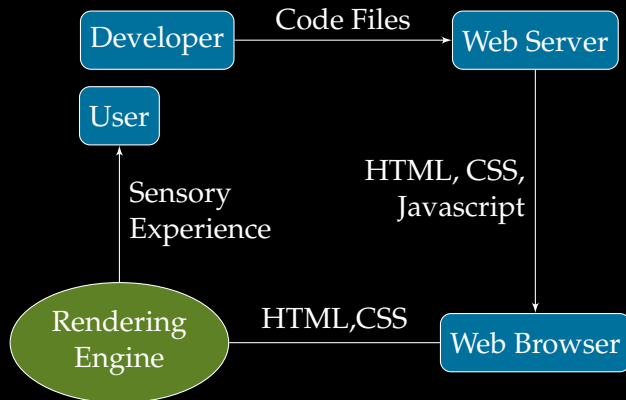 Developer
Code Files
Web Server
User
HTML, CSS,
Javascript
Sensory
Experience
Rendering
Engine
HTML,CSS
Web Browser